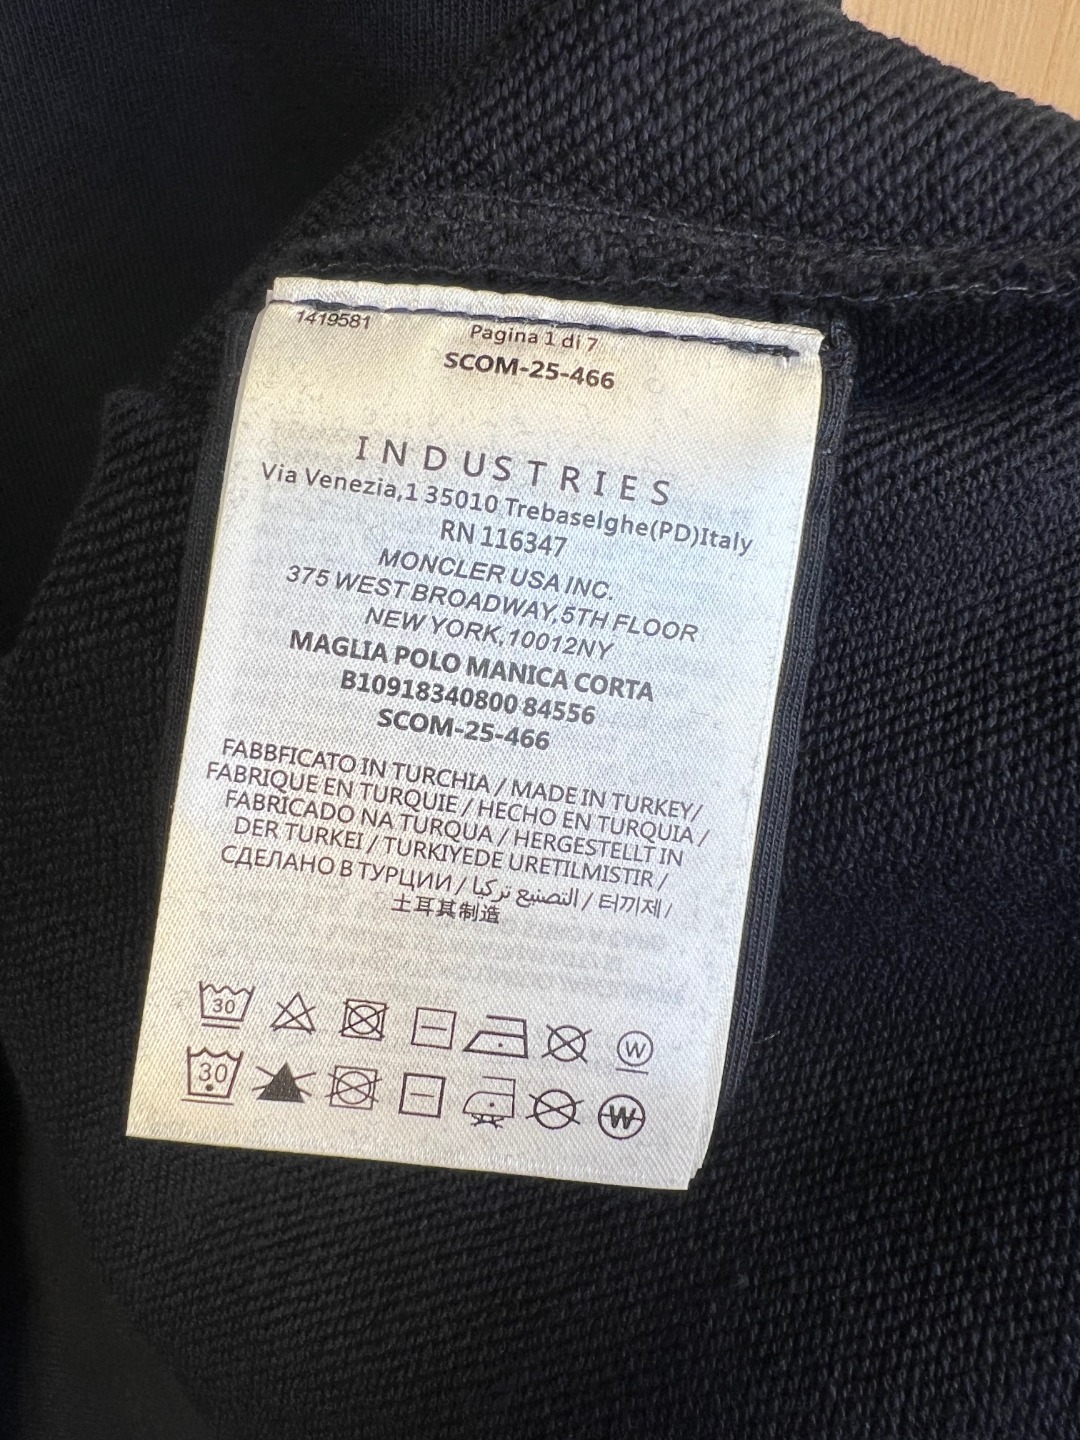 1419581
Pagina 1 di 7
SCOM-25-466
INDUSTRIES
Via Venezia,1 35010 Trebaselghe(PD)Italy
RN 116347
MONCLER USA INC.
375 WEST BROADWAY,5TH FLOOR
NEW YORK,10012NY
MAGLIA POLO MANICA CORTA
B10918340800 84556
SCOM-25-466
FABBFICATO IN TURCHIA / MADE IN TURKEY/
FABRIQUE EN TURQUIE / HECHO EN TURQUIA /
FABRICADO NA TURQUA / HERGESTELLT IN
DER TURKEI / TURKIYEDE URETILMISTIR /
СДЕЛАНО В ТУРЦИИ / التصنيع تركيا / 터끼제/
土耳其制造
30 W
30 W